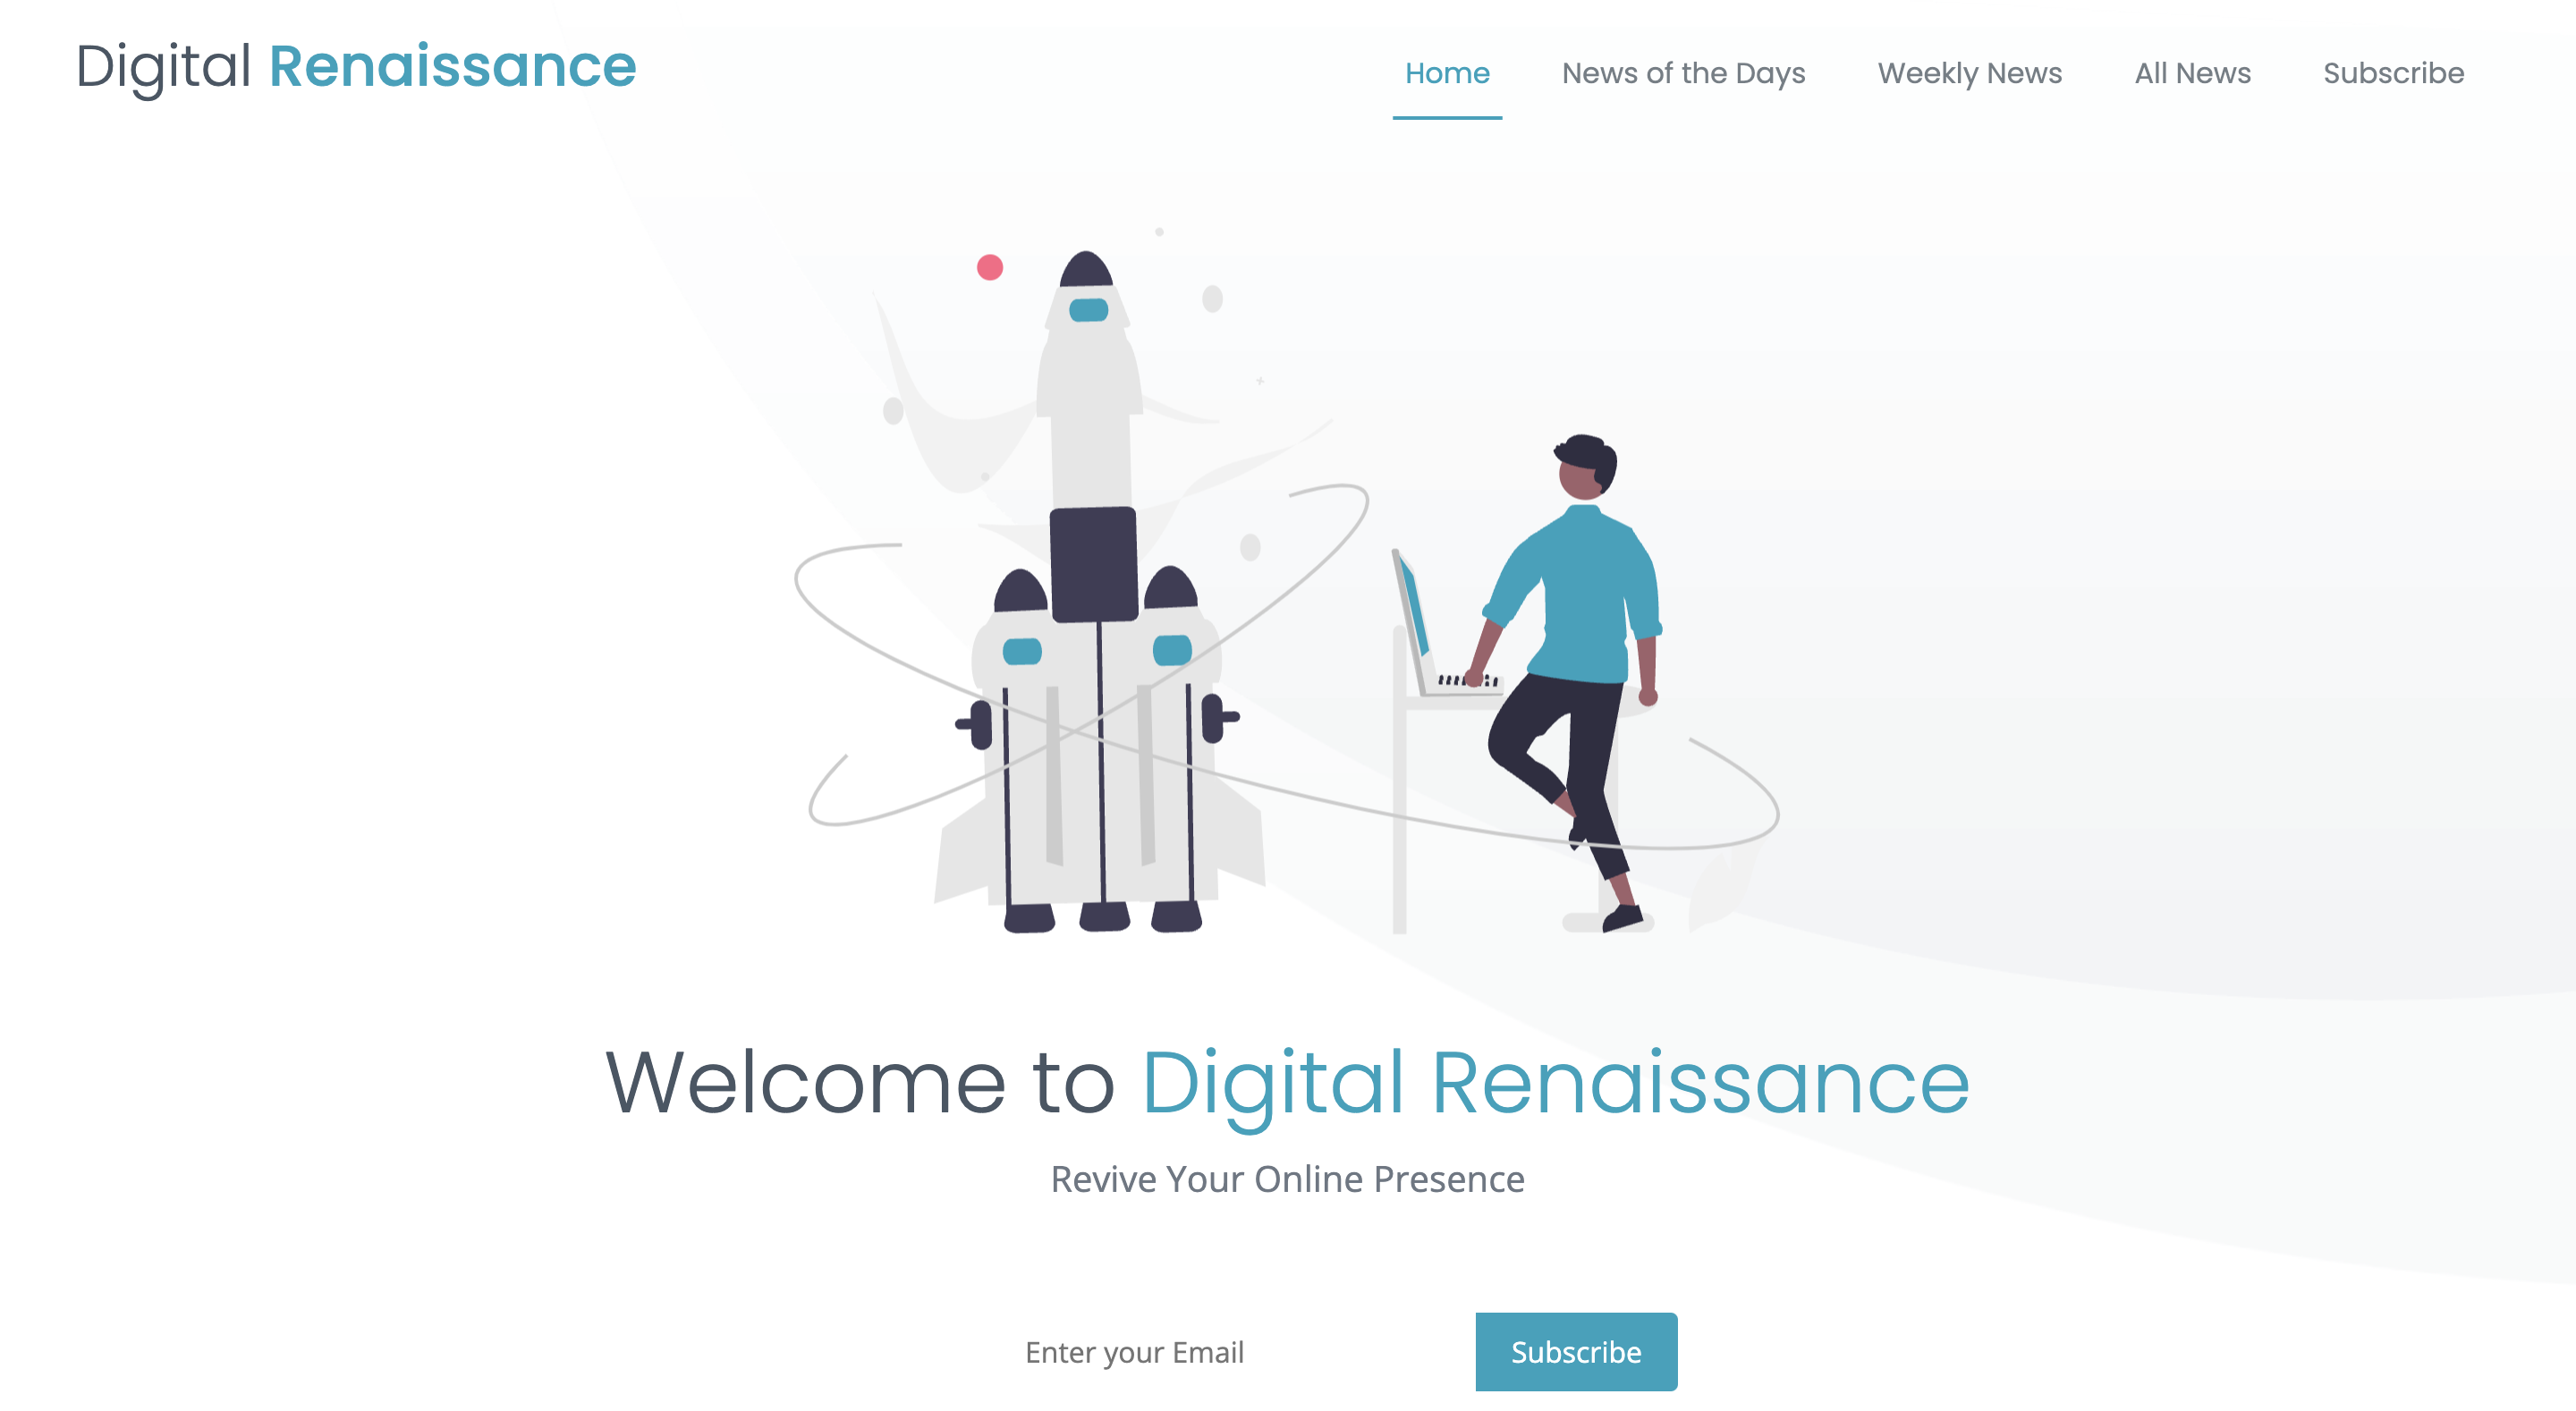 Digital Renaissance
Home
News of the Days
Weekly News
All News
Subscribe
Welcome to Digital Renaissance
Revive Your Online Presence
Enter your Email
Subscribe